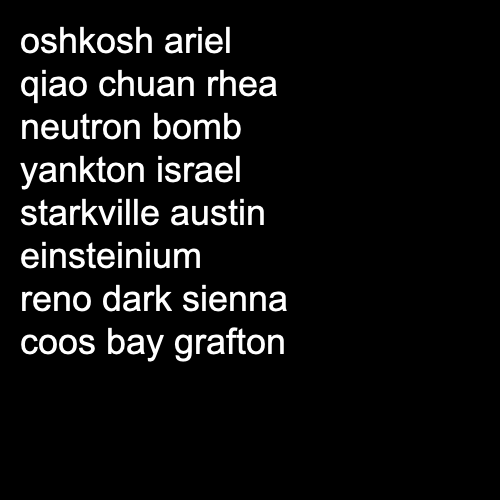 oshkosh ariel
qiao chuan rhea
neutron bomb
yankton israel
starkville austin
einsteinium
reno dark sienna
coos bay grafton